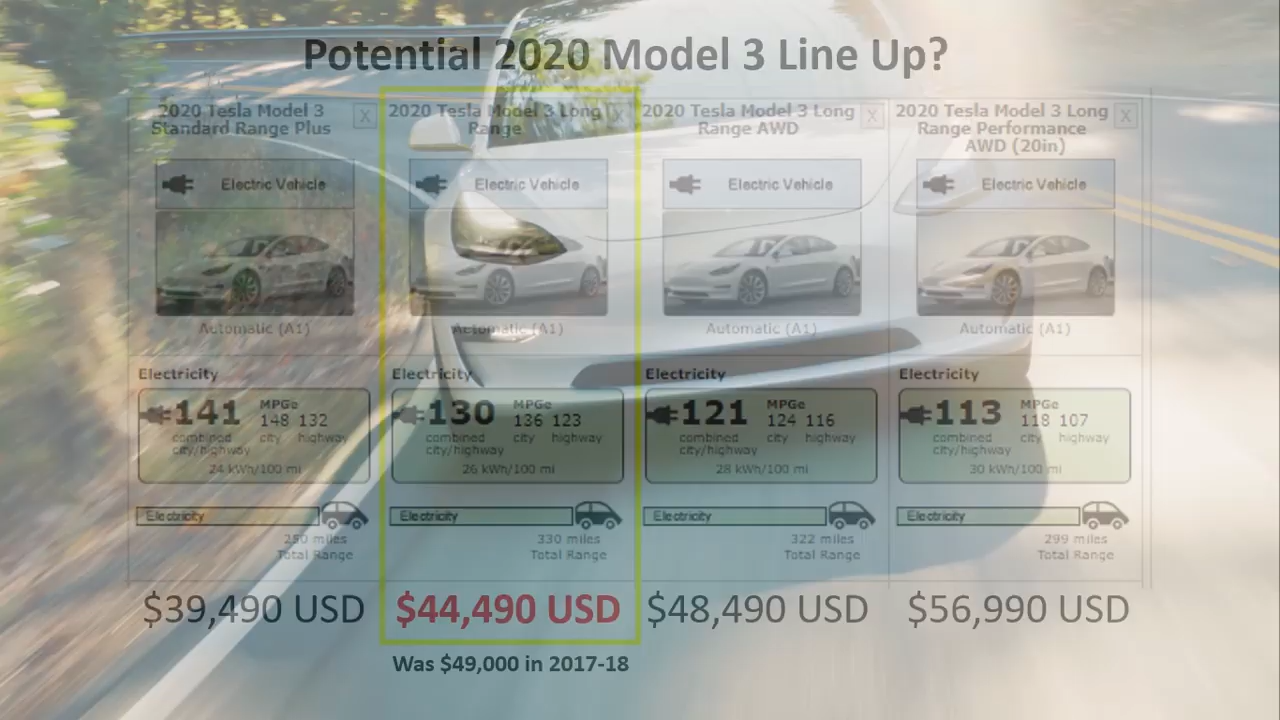 Potential 2020 Model 3 Line Up?
2020 Tesla Model 3
Standard Range Plus
X
Electric Vehicle
Automatic (A1)
Electricity
141
MPGe
148 132
combined
city/highway
city highway
24 kWh/100 mi
Electricity
250 miles
Total Range
$39,490 USD
2020 Tesla Model 3 Long
Range
X
Electric Vehicle
Automatic (A1)
Electricity
130
MPGe
136 123
combined
city/highway
city highway
26 kWh/100 mi
Electricity
330 miles
Total Range
$44,490 USD
Was $49,000 in 2017-18
2020 Tesla Model 3 Long
Range AWD
X
Electric Vehicle
Automatic (A1)
Electricity
121
MPGe
124 116
combined
city/highway
city highway
28 kWh/100 mi
Electricity
322 miles
Total Range
$48,490 USD
2020 Tesla Model 3 Long
Range Performance
AWD (20in)
X
Electric Vehicle
Automatic (A1)
Electricity
113
MPGe
118 107
combined
city/highway
city highway
30 kWh/100 mi
Electricity
299 miles
Total Range
$56,990 USD